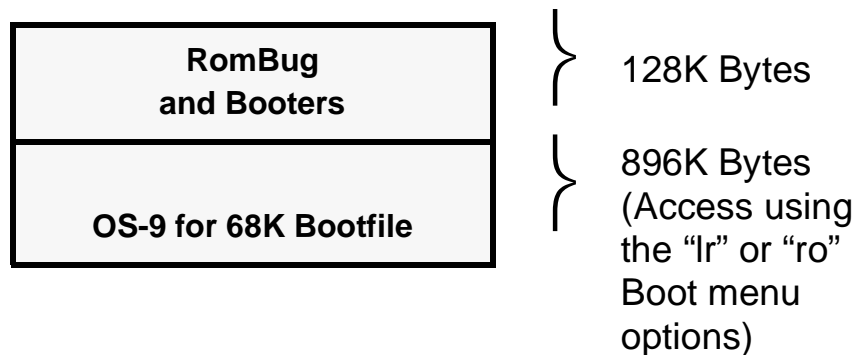 RomBug
and Booters
128K Bytes
OS-9 for 68K Bootfile
896K Bytes
(Access using
the “lr” or “ro”
Boot menu
options)